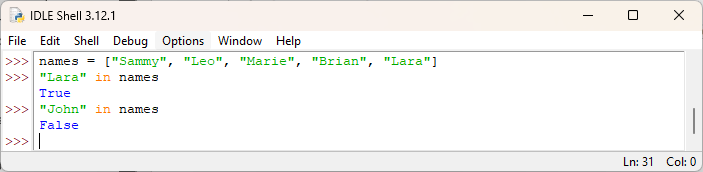 IDLE Shell 3.12.1
File Edit Shell Debug Options Window Help
>>> names = ["Sammy", "Leo", "Marie", "Brian", "Lara"]
>>> "Lara" in names
True
>>> "John" in names
False
>>>
Ln: 31 Col: 0